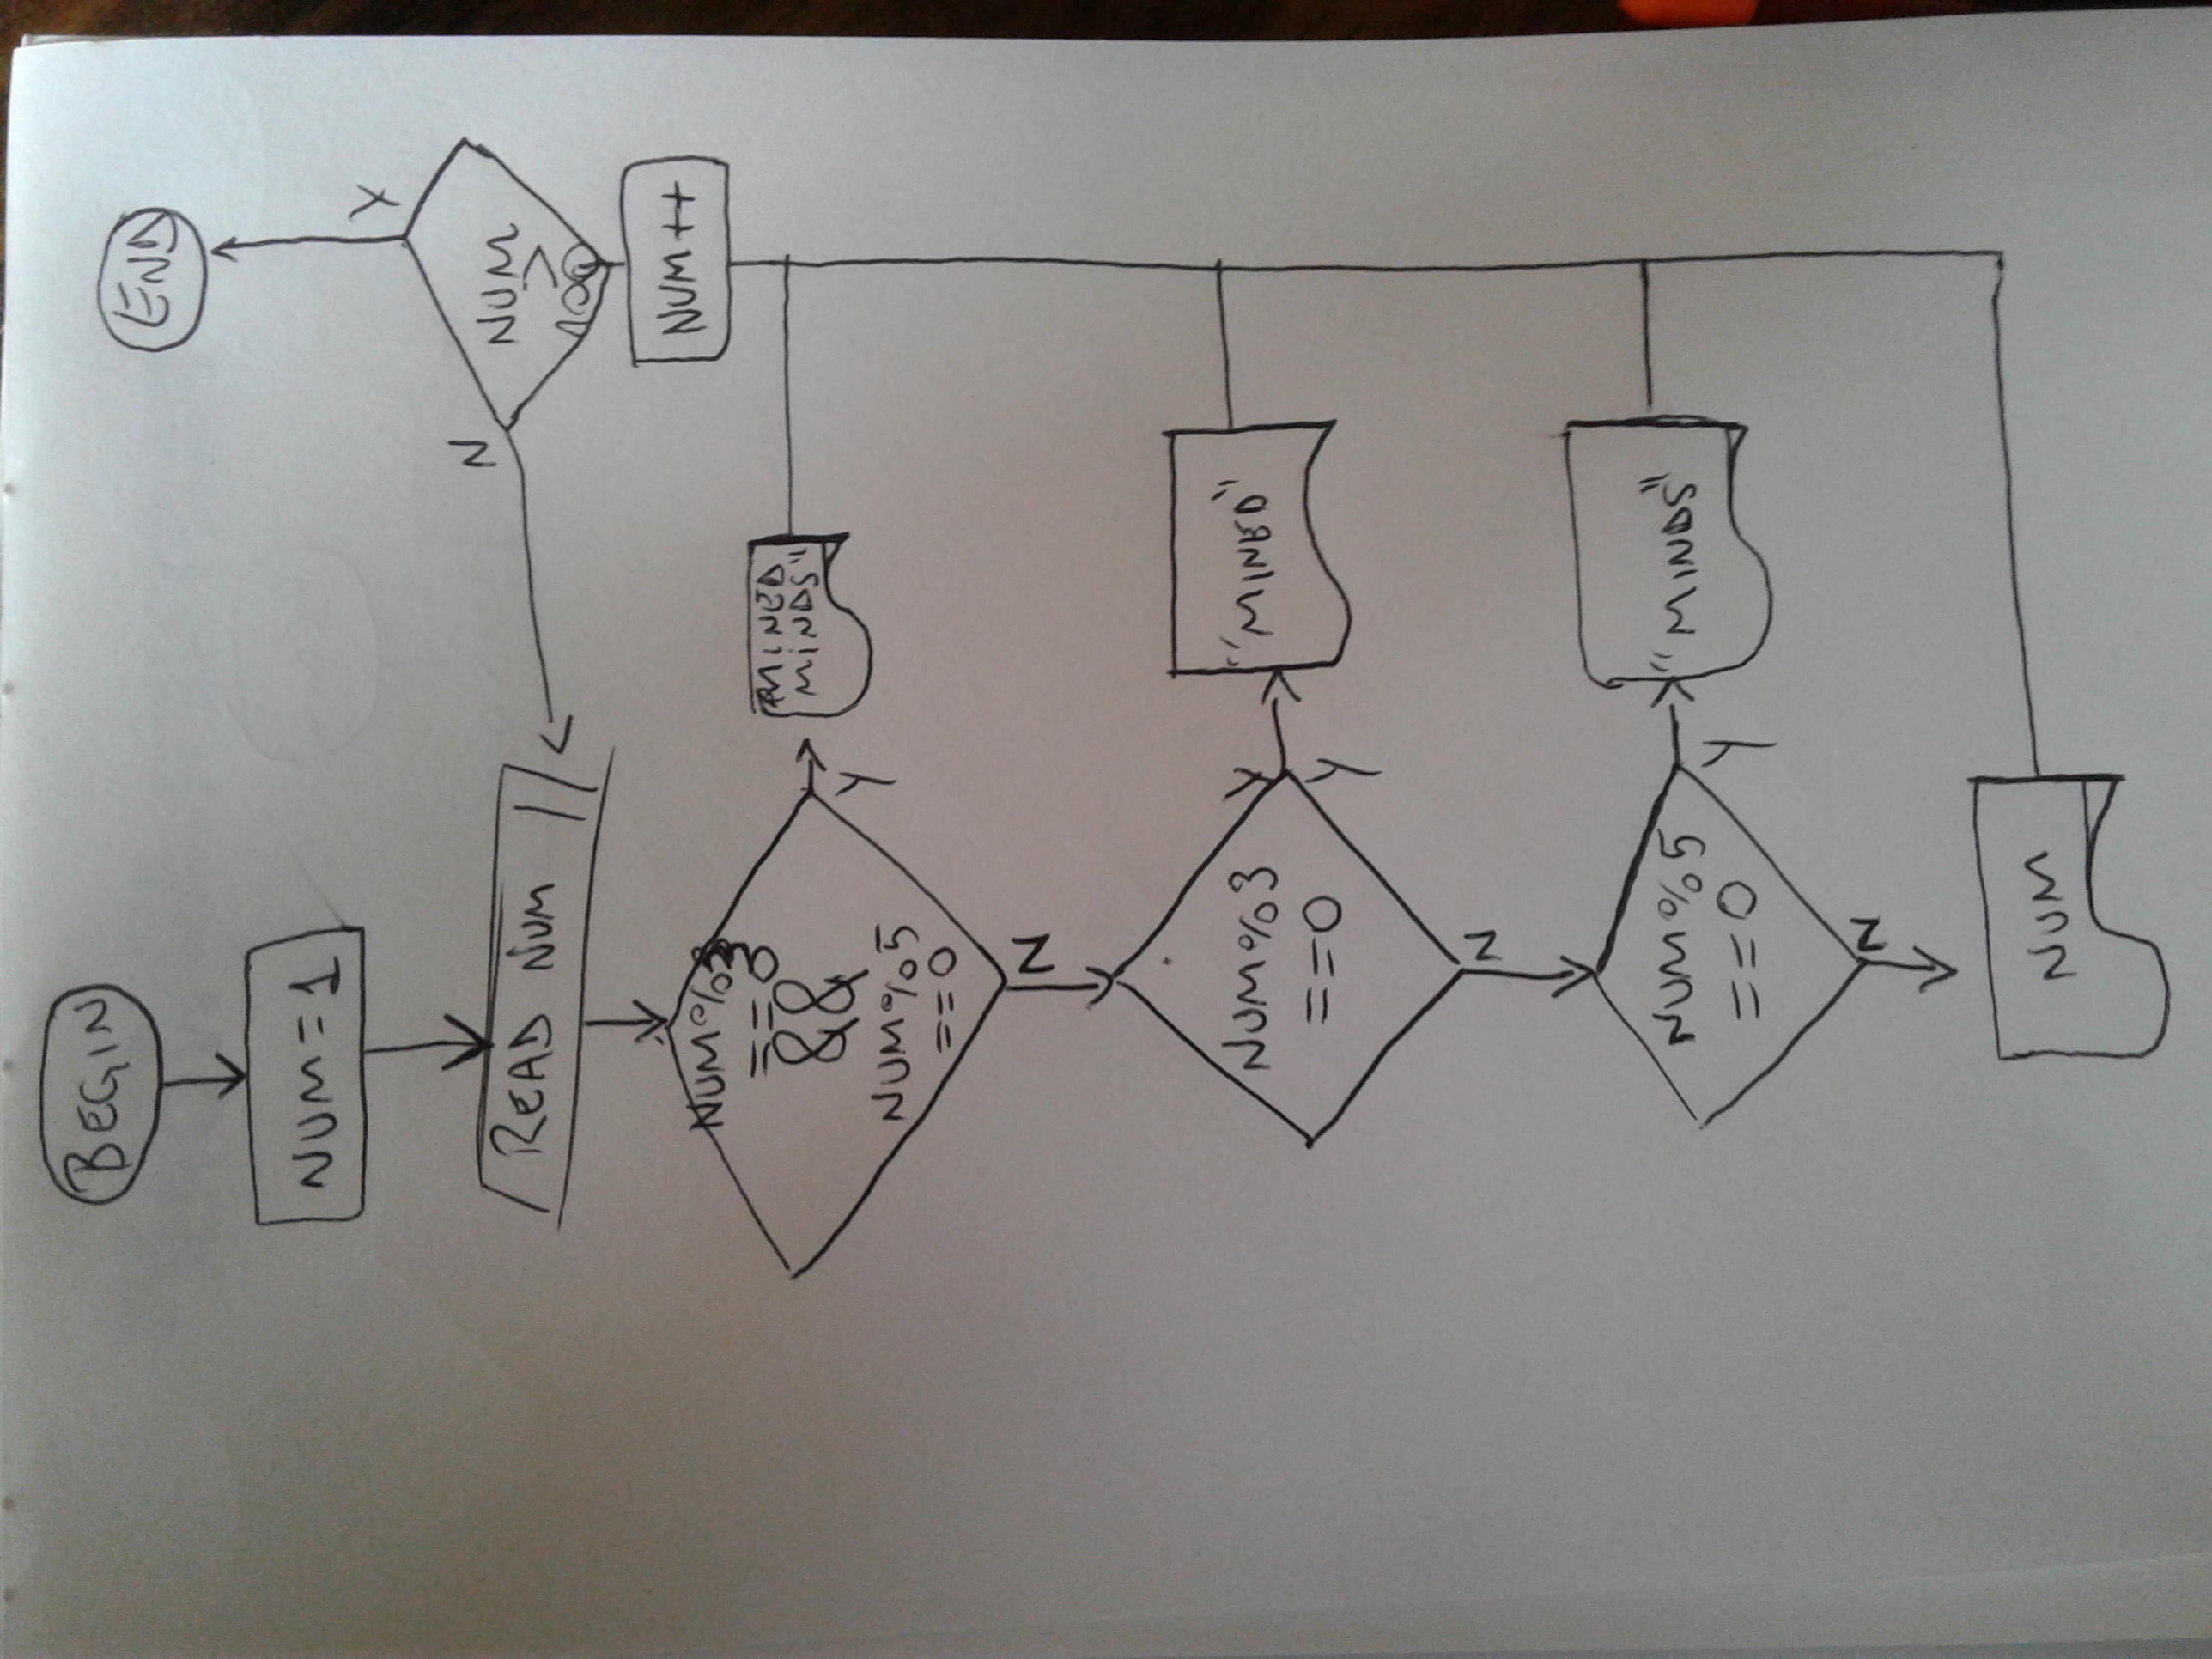 BEGIN
NUM=1
READ NUM
NUM%3
==0
&&
NUM%5
==0
Y
N
"MINED
MINDS"
NUM%3
==0
Y
N
"MINED"
NUM%5
==0
Y
N
"MINDS"
NUM
NUM++
NUM
>
100
N
Y
END